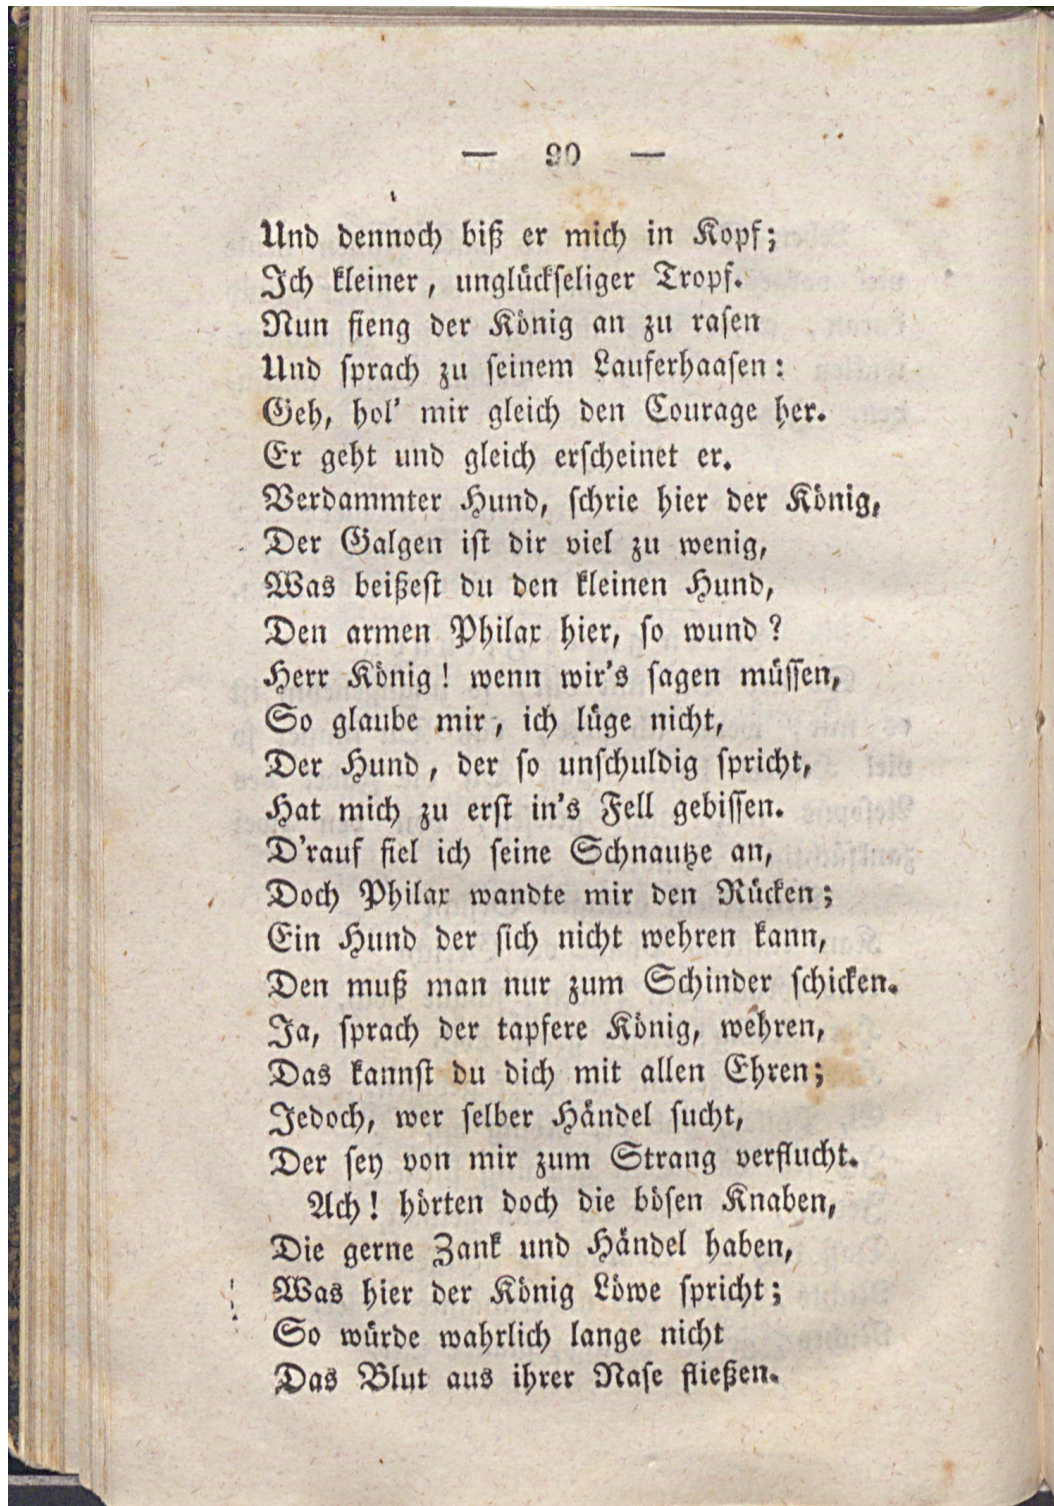 — 90 —
Und dennoch biß er mich in Kopf;
Ich kleiner, unglückseliger Tropf.
Nun fieng der König an zu rasen
Und sprach zu seinem Lauferhaasen:
Geh, hol' mir gleich den Courage her.
Er geht und gleich erscheinet er.
Verdammter Hund, schrie hier der König,
Der Galgen ist dir viel zu wenig,
Was beißest du den kleinen Hund,
Den armen Philax hier, so wund?
Herr König! wenn wir's sagen müssen,
So glaube mir, ich lüge nicht,
Der Hund, der so unschuldig spricht,
Hat mich zu erst in's Fell gebissen.
D'rauf fiel ich seine Schnautze an,
Doch Philax wandte mir den Rücken;
Ein Hund der sich nicht wehren kann,
Den muß man nur zum Schinder schicken.
Ja, sprach der tapfere König, wehren,
Das kannst du dich mit allen Ehren;
Jedoch, wer selber Händel sucht,
Der sey von mir zum Strang verflucht.
Ach! hörten doch die bösen Knaben,
Die gerne Zank und Händel haben,
Was hier der König Löwe spricht;
So würde wahrlich lange nicht
Das Blut aus ihrer Nase fließen.